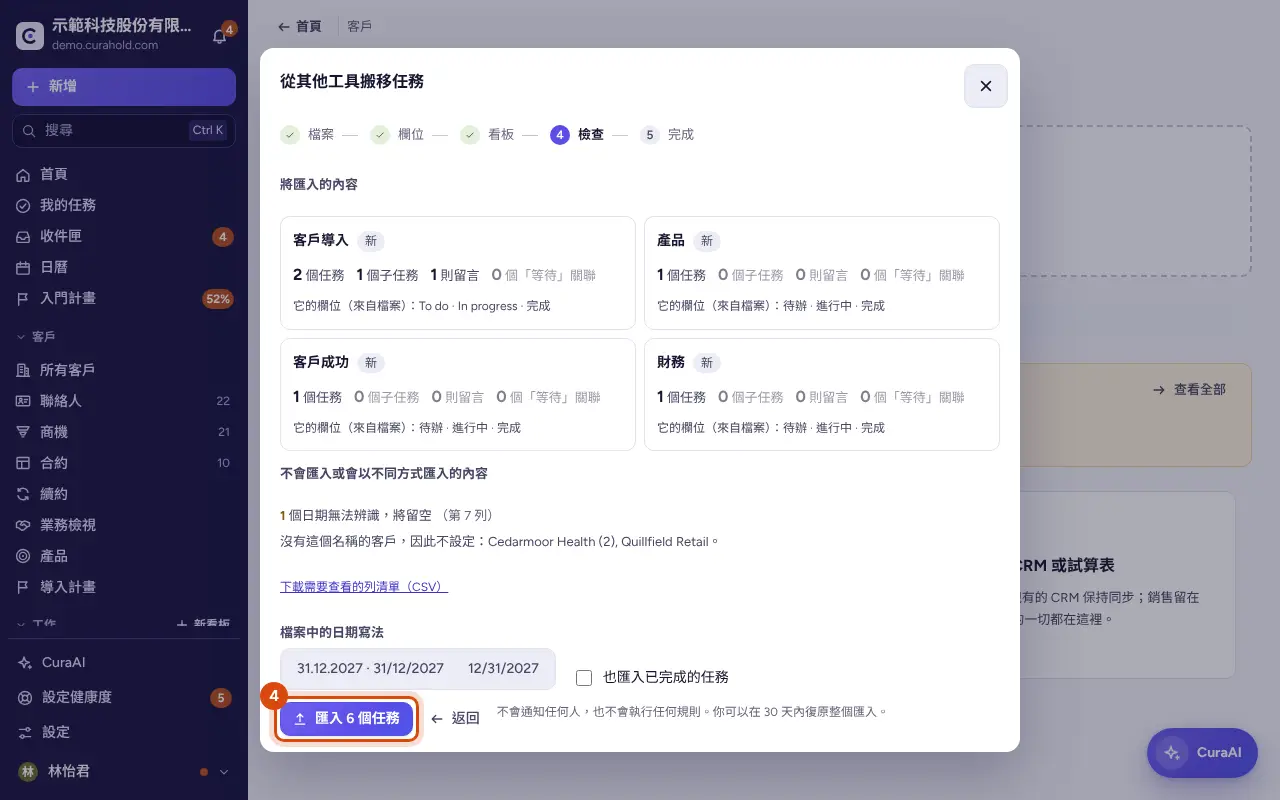 示範科技股份有限...
demo.curahold.com
4
新增
搜尋 Ctrl K
首頁
我的任務
收件匣 4
日曆
入門計畫 52%
客戶
所有客戶
聯絡人 22
商機 21
合約 10
續約
業務檢視
產品
導入計畫
工作 新看板
CuraAI
設定健康度 5
設定
林 林怡君
首頁 客戶
從其他工具搬移任務
檔案 — 欄位 — 看板 — 4 檢查 — 5 完成
將匯入的內容
客戶導入 新
2 個任務 1 個子任務 1 則留言 0 個「等待」關聯
它的欄位（來自檔案）：To do · In progress · 完成
產品 新
1 個任務 0 個子任務 0 則留言 0 個「等待」關聯
它的欄位（來自檔案）：待辦 · 進行中 · 完成
客戶成功 新
1 個任務 0 個子任務 0 則留言 0 個「等待」關聯
它的欄位（來自檔案）：待辦 · 進行中 · 完成
財務 新
1 個任務 0 個子任務 0 則留言 0 個「等待」關聯
它的欄位（來自檔案）：待辦 · 進行中 · 完成
不會匯入或會以不同方式匯入的內容
1 個日期無法辨識，將留空 （第 7 列）
沒有這個名稱的客戶，因此不設定：Cedarmoor Health (2), Quillfield Retail。
下載需要查看的列清單（CSV）
檔案中的日期寫法
31.12.2027 · 31/12/2027 12/31/2027
也匯入已完成的任務
4
匯入 6 個任務
返回
不會通知任何人，也不會執行任何規則。你可以在 30 天內復原整個匯入。
查看全部
CRM 或試算表
有的 CRM 保持同步；銷售留在
一切都在這裡。
CuraAI